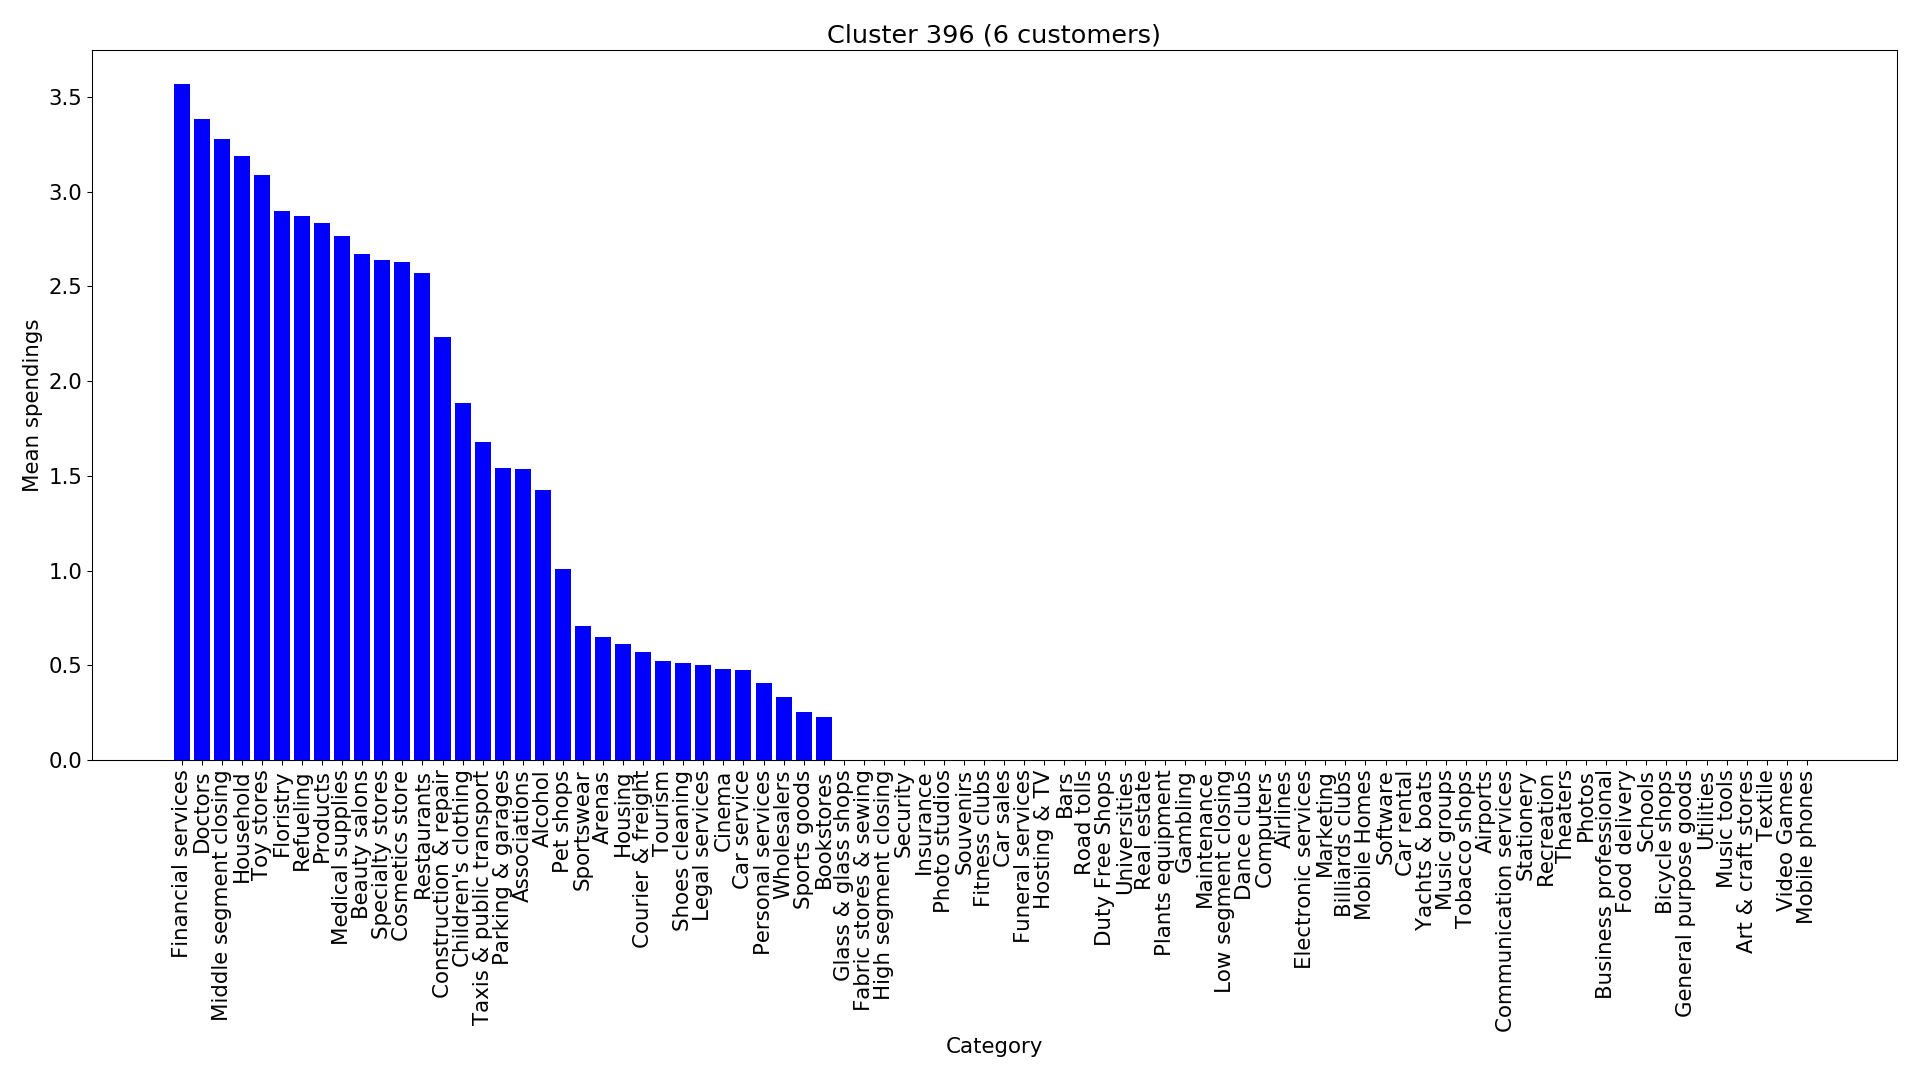 Cluster 396 (6 customers)
Mean spendings
3.5
3.0
2.5
2.0
1.5
1.0
0.5
0.0
Financial services
Doctors
Middle segment closing
Household
Toy stores
Floristry
Refueling
Products
Medical supplies
Beauty salons
Specialty stores
Cosmetics store
Restaurants
Construction & repair
Children's clothing
Taxis & public transport
Parking & garages
Associations
Alcohol
Pet shops
Sportswear
Arenas
Housing
Courier & freight
Tourism
Shoes cleaning
Legal services
Cinema
Car service
Personal services
Wholesalers
Sports goods
Bookstores
Glass & glass shops
Fabric stores & sewing
High segment closing
Security
Insurance
Photo studios
Souvenirs
Fitness clubs
Car sales
Funeral services
Hosting & TV
Bars
Road tolls
Duty Free Shops
Universities
Real estate
Plants equipment
Gambling
Maintenance
Low segment closing
Dance clubs
Computers
Airlines
Electronic services
Marketing
Billiards clubs
Mobile Homes
Software
Car rental
Yachts & boats
Music groups
Tobacco shops
Airports
Communication services
Stationery
Recreation
Theaters
Photos
Business professional
Food delivery
Schools
Bicycle shops
General purpose goods
Utilities
Music tools
Art & craft stores
Textile
Video Games
Mobile phones
Category